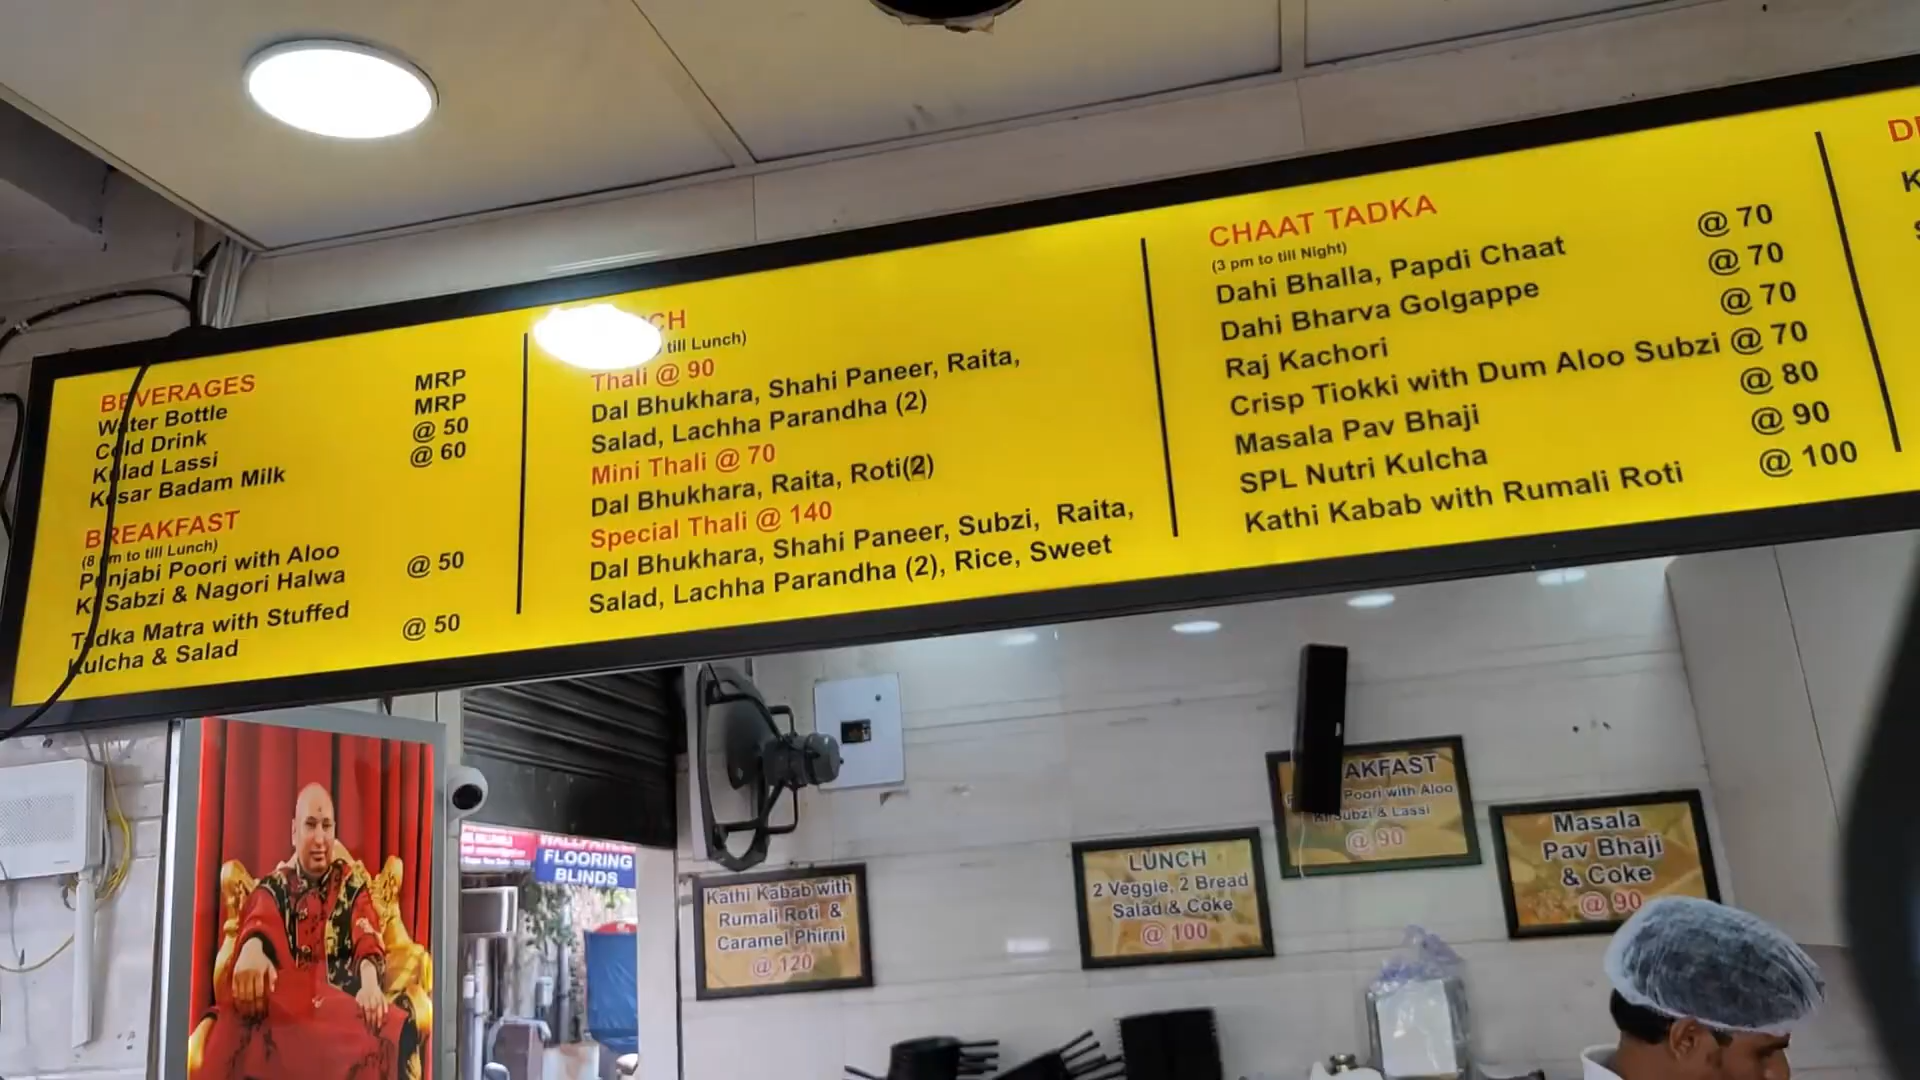 BEVERAGES
Water Bottle MRP
Cold Drink MRP
Kulad Lassi @ 50
Kesar Badam Milk @ 60
BREAKFAST
(8 am to till Lunch)
Punjabi Poori with Aloo
Ki Sabzi & Nagori Halwa @ 50
Tadka Matra with Stuffed
Kulcha & Salad @ 50
till Lunch)
Thali @ 90
Dal Bhukhara, Shahi Paneer, Raita,
Salad, Lachha Parandha (2)
Mini Thali @ 70
Dal Bhukhara, Raita, Roti(2)
Special Thali @ 140
Dal Bhukhara, Shahi Paneer, Subzi, Raita,
Salad, Lachha Parandha (2), Rice, Sweet
CHAAT TADKA
(3 pm to till Night)
Dahi Bhalla, Papdi Chaat @ 70
Dahi Bharva Golgappe @ 70
Raj Kachori @ 70
Crisp Tiokki with Dum Aloo Subzi @ 70
Masala Pav Bhaji @ 80
SPL Nutri Kulcha @ 90
Kathi Kabab with Rumali Roti @ 100
FLOORING
BLINDS
Kathi Kabab with
Rumali Roti &
Caramel Phirni
@ 120
LUNCH
2 Veggie, 2 Bread
Salad & Coke
@ 100
Poori with Aloo
Ki Subzi & Lassi
@ 90
Masala
Pav Bhaji
& Coke
@ 90